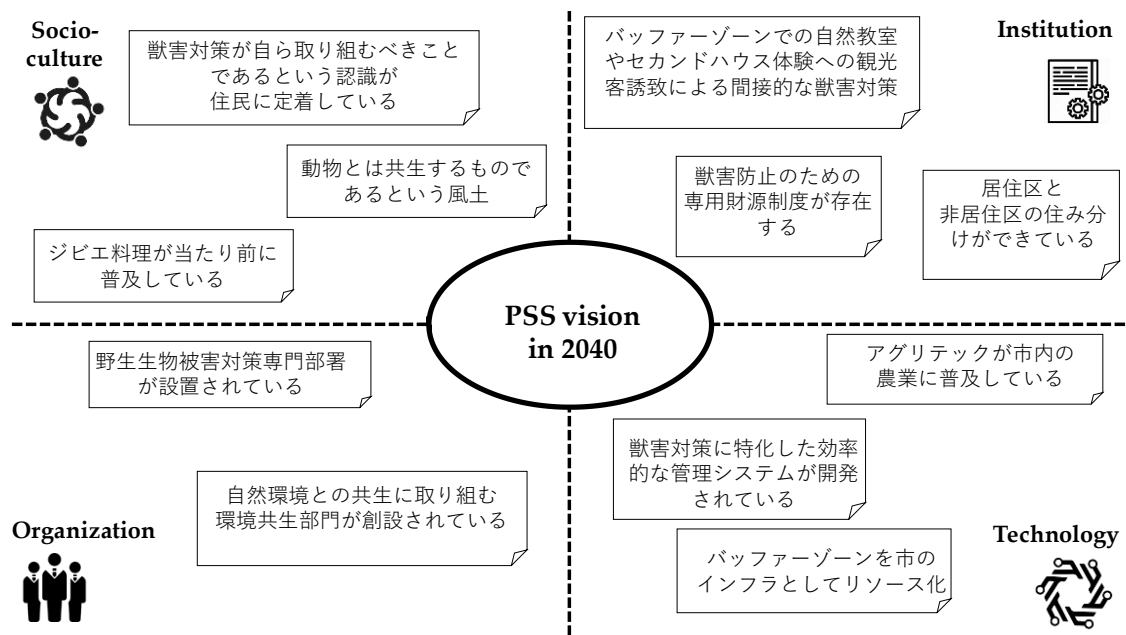 Socio-
culture
獣害対策が自ら取り組むべきこと
であるという認識が
住民に定着している
動物とは共生するもので
あるという風土
ジビエ料理が当たり前に
普及している
バッファーゾーンでの自然教室
やセカンドハウス体験への観光
客誘致による間接的な獣害対策
Institution
獣害防止のための
専用財源制度が存在
する
居住区と
非居住区の住み分
けができている
PSS vision
in 2040
野生生物被害対策専門部署
が設置されている
自然環境との共生に取り組む
環境共生部門が創設されている
Organization
アグリテックが市内の
農業に普及している
獣害対策に特化した効率
的な管理システムが開発
されている
バッファーゾーンを市の
インフラとしてリソース化
Technology